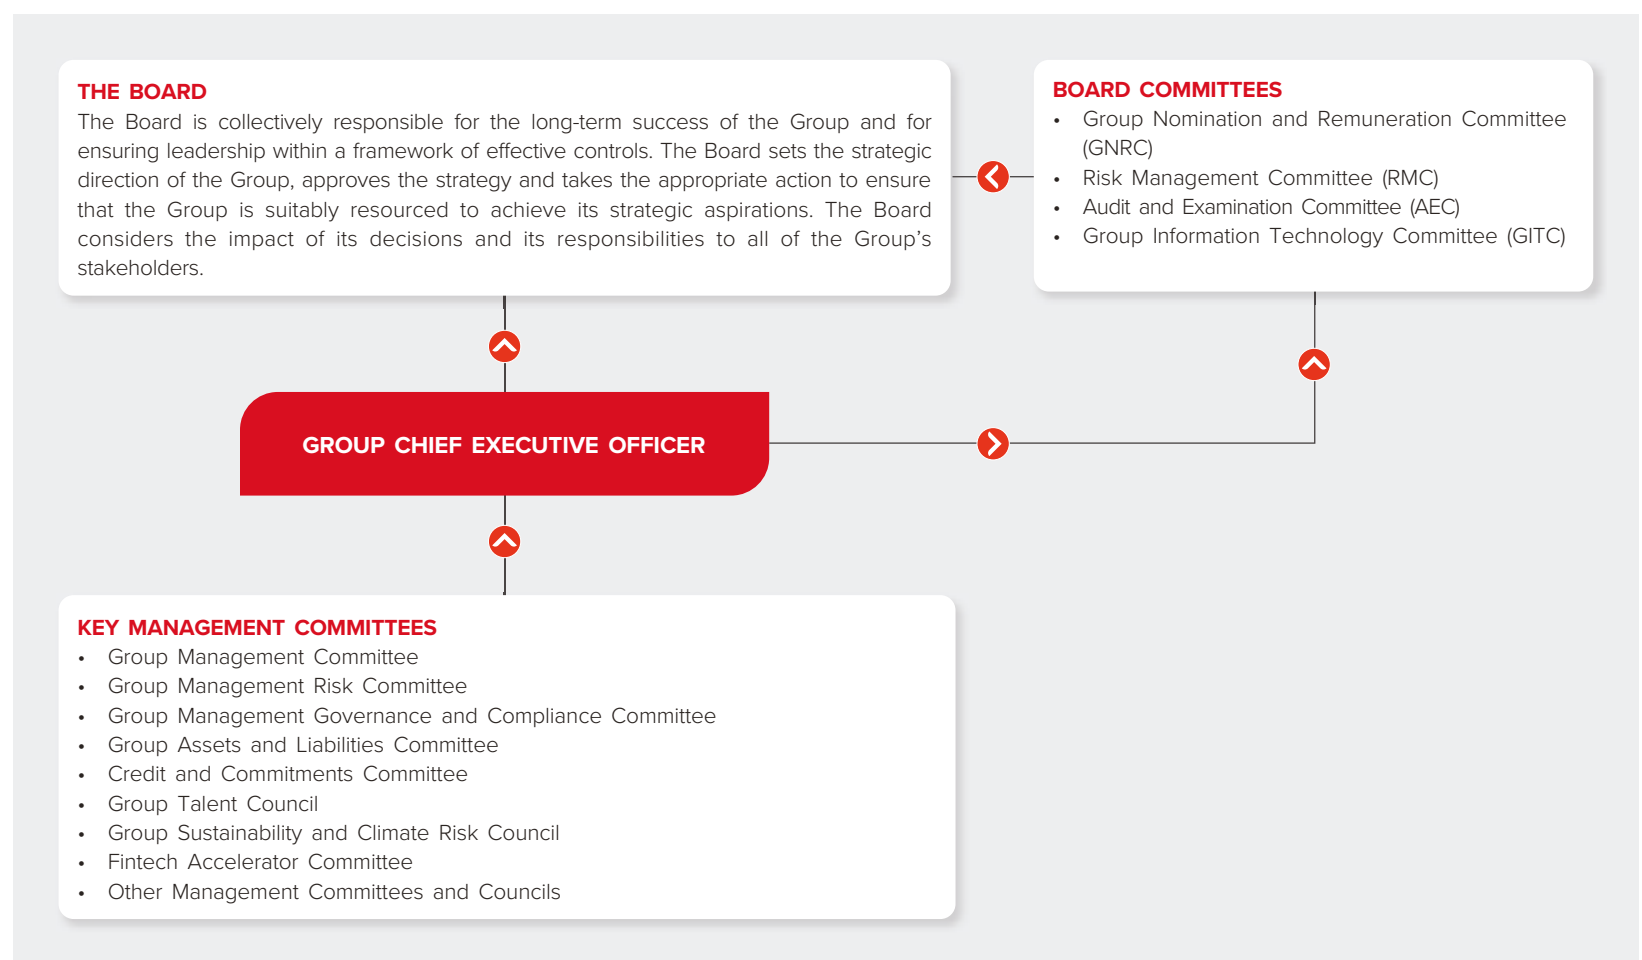 THE BOARD
The Board is collectively responsible for the long-term success of the Group and for
ensuring leadership within a framework of effective controls. The Board sets the strategic
direction of the Group, approves the strategy and takes the appropriate action to ensure
that the Group is suitably resourced to achieve its strategic aspirations. The Board
considers the impact of its decisions and its responsibilities to all of the Group’s
stakeholders.
BOARD COMMITTEES
• Group Nomination and Remuneration Committee
(GNRC)
• Risk Management Committee (RMC)
• Audit and Examination Committee (AEC)
• Group Information Technology Committee (GITC)
GROUP CHIEF EXECUTIVE OFFICER
KEY MANAGEMENT COMMITTEES
• Group Management Committee
• Group Management Risk Committee
• Group Management Governance and Compliance Committee
• Group Assets and Liabilities Committee
• Credit and Commitments Committee
• Group Talent Council
• Group Sustainability and Climate Risk Council
• Fintech Accelerator Committee
• Other Management Committees and Councils